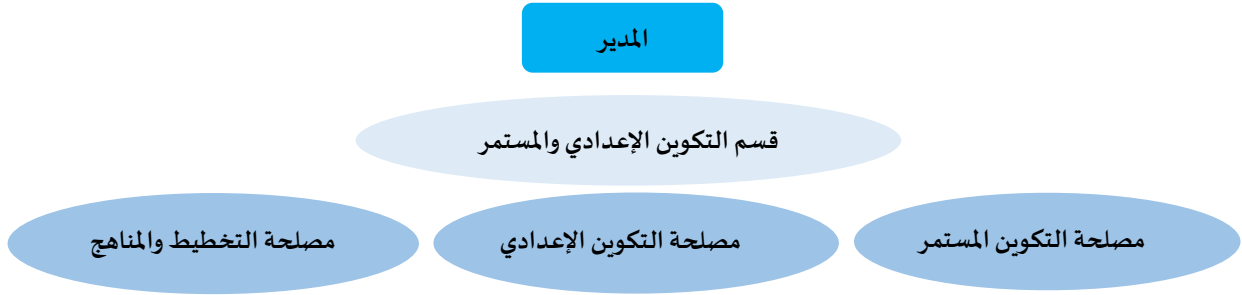 المدير
قسم التكوين الإعدادي والمستمر
مصلحة التكوين المستمر
مصلحة التكوين الإعدادي
مصلحة التخطيط والمناهج